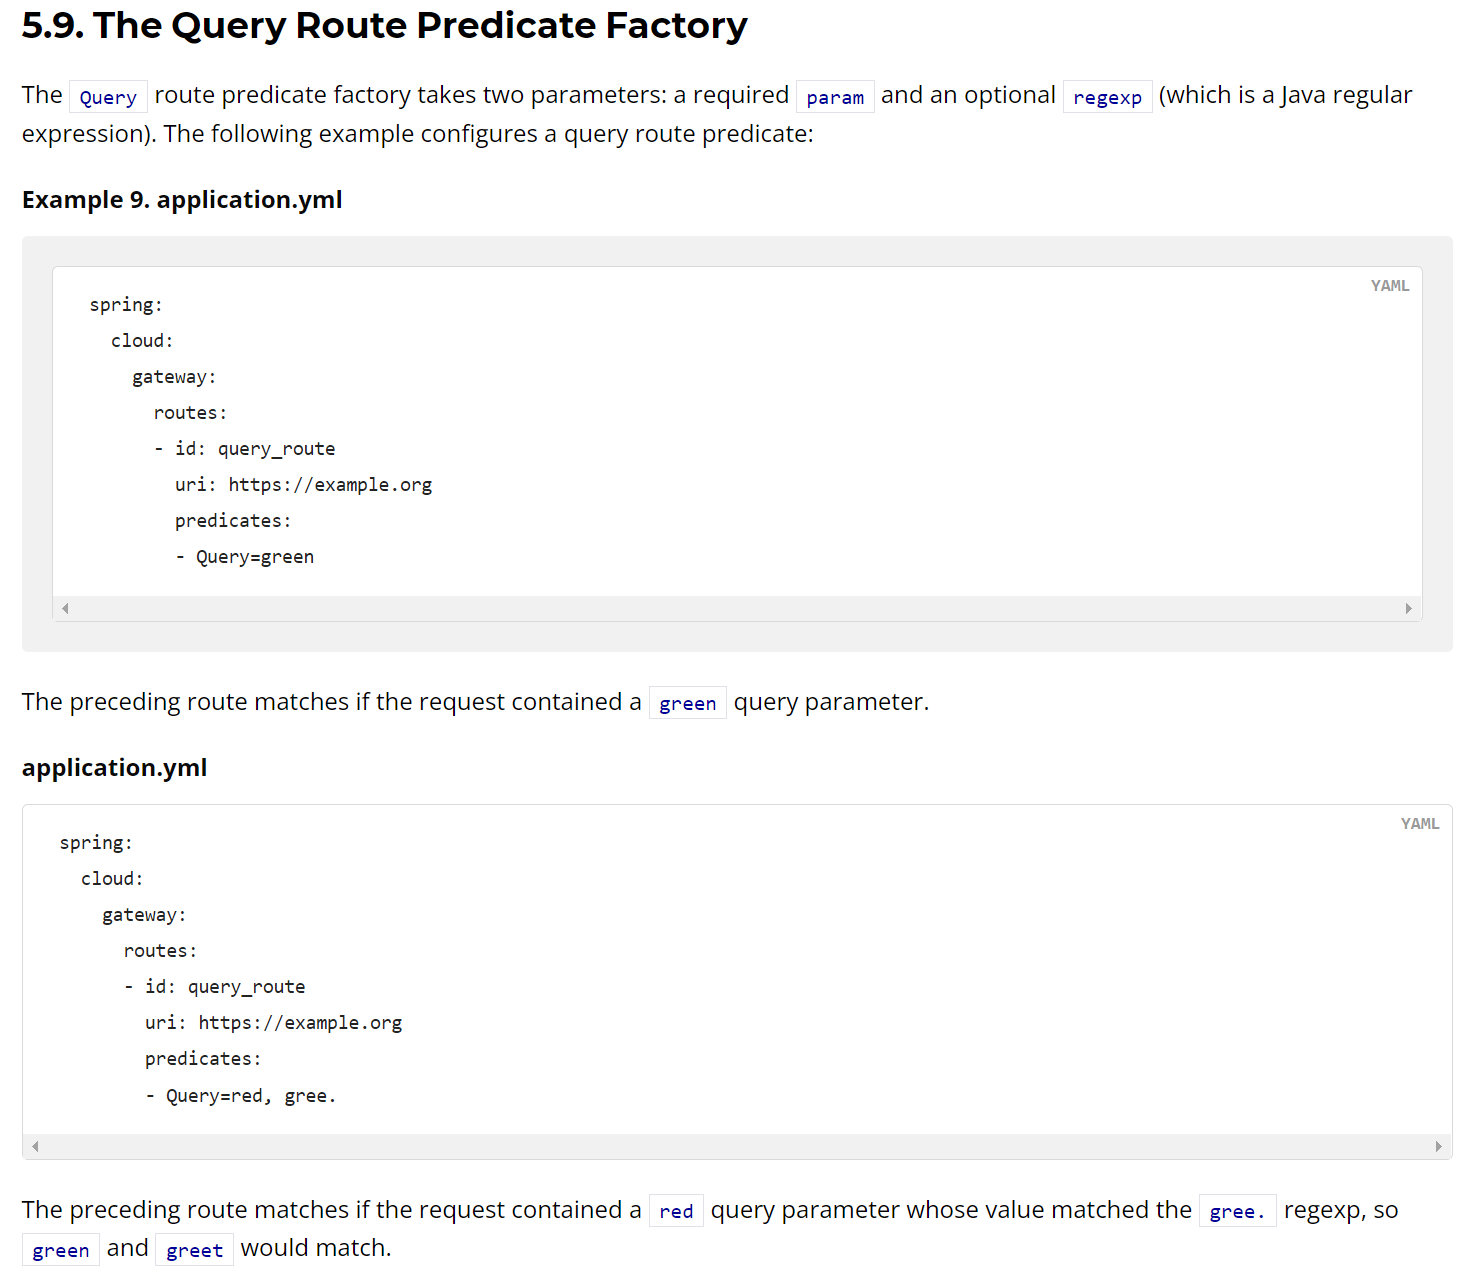 5.9. The Query Route Predicate Factory
The Query route predicate factory takes two parameters: a required param and an optional regexp (which is a Java regular
expression). The following example configures a query route predicate:
Example 9. application.yml
YAML
spring:
  cloud:
    gateway:
      routes:
      - id: query_route
        uri: https://example.org
        predicates:
        - Query=green
The preceding route matches if the request contained a green query parameter.
application.yml
YAML
spring:
  cloud:
    gateway:
      routes:
      - id: query_route
        uri: https://example.org
        predicates:
        - Query=red, gree.
The preceding route matches if the request contained a red query parameter whose value matched the gree. regexp, so
green and greet would match.